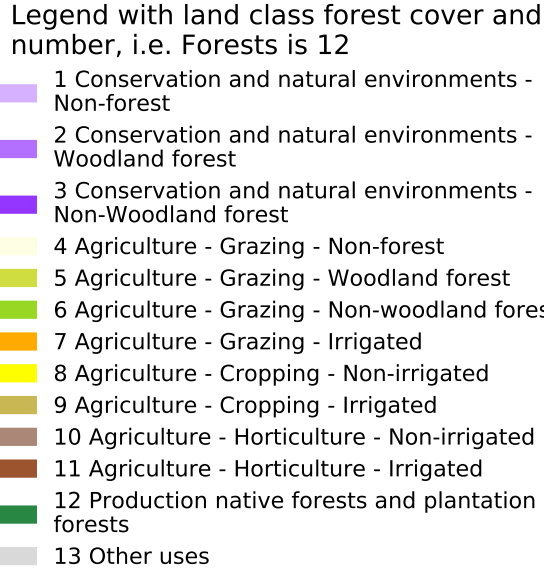 Legend with land class forest cover and
number, i.e. Forests is 12
1 Conservation and natural environments -
Non-forest
2 Conservation and natural environments -
Woodland forest
3 Conservation and natural environments -
Non-Woodland forest
4 Agriculture - Grazing - Non-forest
5 Agriculture - Grazing - Woodland forest
6 Agriculture - Grazing - Non-woodland fores
7 Agriculture - Grazing - Irrigated
8 Agriculture - Cropping - Non-irrigated
9 Agriculture - Cropping - Irrigated
10 Agriculture - Horticulture - Non-irrigated
11 Agriculture - Horticulture - Irrigated
12 Production native forests and plantation
forests
13 Other uses